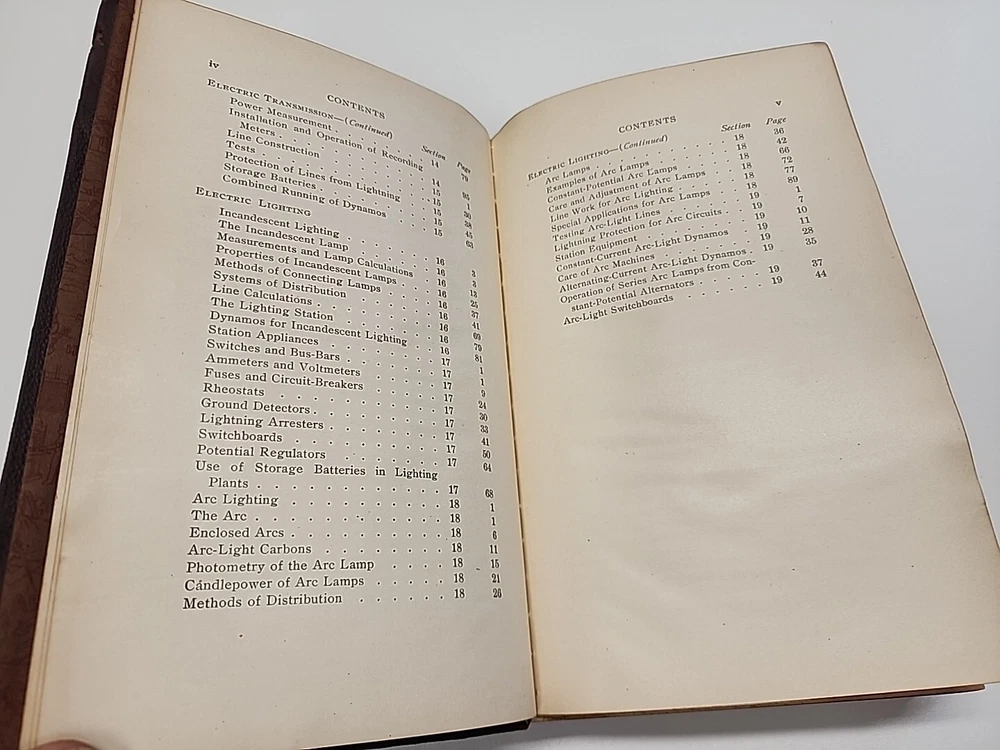 iv
CONTENTS
ELECTRIC TRANSMISSION—(Continued) Section Page
Power Measurement . . . . . . 14 79
Installation and Operation of Recording
Meters . . . . . . 14 95
Line Construction . . . . . . 15
Tests . . . . . . 15 30
Protection of Lines from Lightning . . 15 38
Storage Batteries . . . . . . 15 45
Combined Running of Dynamos . . . 15 63
ELECTRIC LIGHTING
Incandescent Lighting . . . . . . 16 3
The Incandescent Lamp . . . . . 16 3
Measurements and Lamp Calculations . 16 13
Properties of Incandescent Lamps . . . 16 25
Methods of Connecting Lamps . . . . 16 37
Systems of Distribution . . . . . 16 41
Line Calculations . . . . . . 16 69
The Lighting Station . . . . . . 16 79
Dynamos for Incandescent Lighting . . 16 81
Station Appliances . . . . . . 17 1
Switches and Bus-Bars . . . . . 17 1
Ammeters and Voltmeters . . . . . 17 9
Fuses and Circuit-Breakers . . . . 17 24
Rheostats . . . . . . . . 17 30
Ground Detectors . . . . . . . 17 33
Lightning Arresters . . . . . . 17 41
Switchboards . . . . . . . . 17 50
Potential Regulators . . . . . . 17 64
Use of Storage Batteries in Lighting
Plants . . . . . . . . . 17 68
Arc Lighting . . . . . . . . 18 1
The Arc . . . . . . . . . . 18 1
Enclosed Arcs . . . . . . . . 18 6
Arc-Light Carbons . . . . . . . 18 11
Photometry of the Arc Lamp . . . . 18 15
Candlepower of Arc Lamps . . . . . 18 21
Methods of Distribution . . . . . . 18 26
v
CONTENTS
ELECTRIC LIGHTING—(Continued) Section Page
Arc Lamps . . . . . . . . 18 36
Examples of Arc Lamps . . . . . 18 42
Constant-Potential Arc Lamps . . . . 18 66
Care and Adjustment of Arc Lamps . . 18 72
Line Work for Arc Lighting . . . . 18 77
Special Applications for Arc Lamps . . 18 89
Testing Arc-Light Lines . . . . . 19 1
Lightning Protection for Arc Circuits . . 19 7
Station Equipment . . . . . . 19 10
Constant-Current Arc-Light Dynamos . . 19 11
Care of Arc Machines . . . . . 19 28
Alternating-Current Arc-Light Dynamos . 19 35
Operation of Series Arc Lamps from Con-
stant-Potential Alternators . . . . 19 37
Arc-Light Switchboards . . . . . 19 44